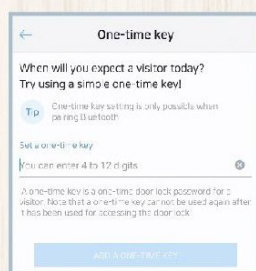 One-time key
When will you expect a visitor today?
Try using a simple one-time key!
Tip
One-time key setting is only possible when
pairing Bluetooth
Set a one-time key
You can enter 4 to 12 digits
A one-time key is a one-time door lock password for a
visitor. Note that a one-time key can not be used again after
it has been used for accessing the door lock
ADD A ONE-TIME KEY